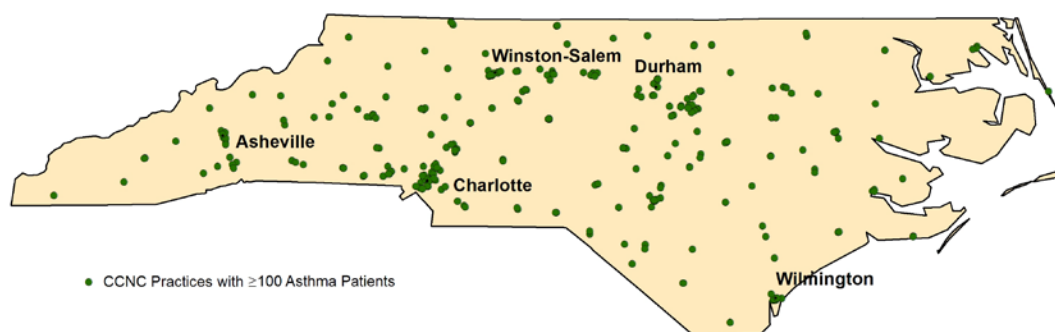 Winston-Salem
Durham
Asheville
Charlotte
CCNC Practices with ≥100 Asthma Patients
Wilmington